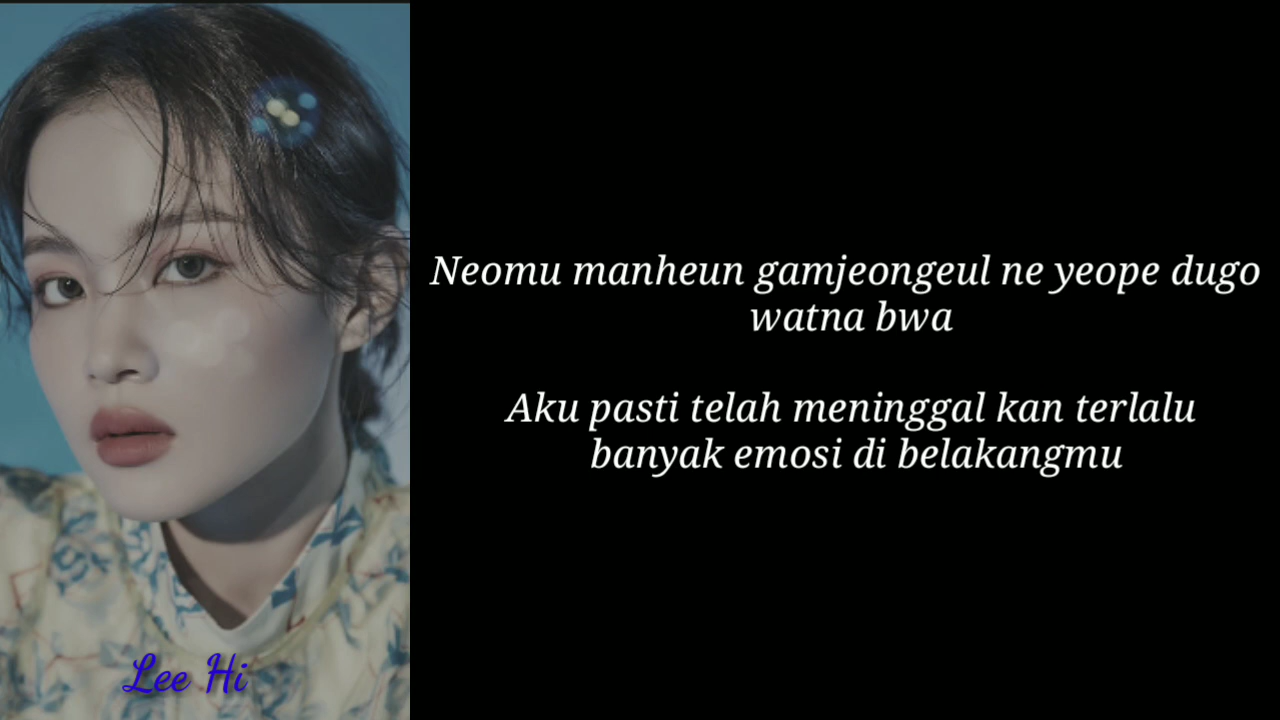 Neomu manheun gamjeongeul ne yeope dugo
watna bwa
Aku pasti telah meninggal kan terlalu
banyak emosi di belakangmu
Lee Hi